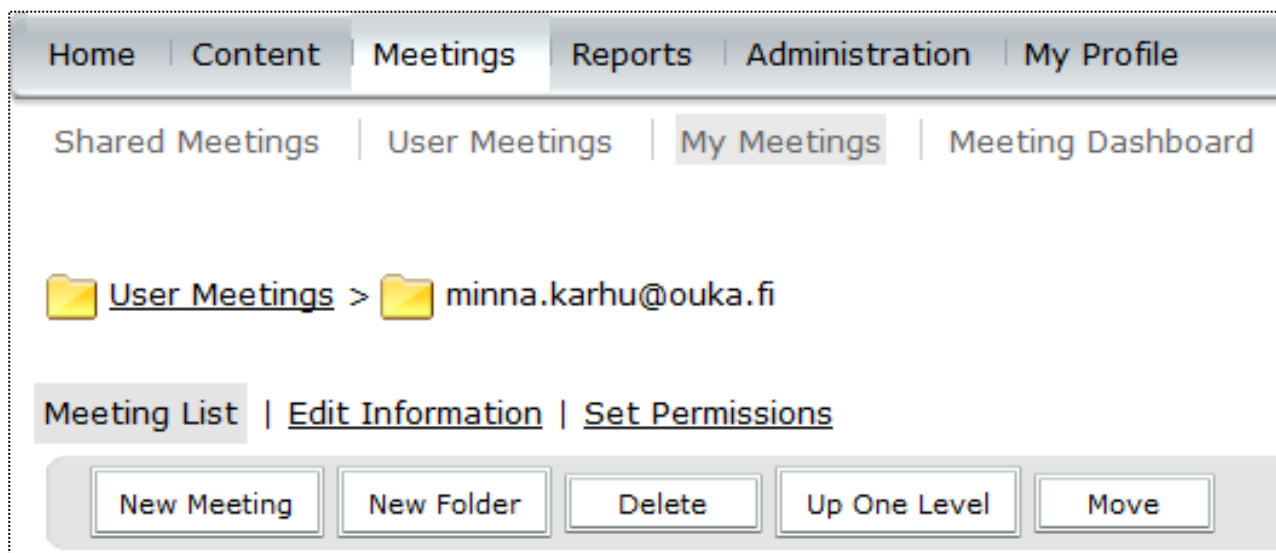 Home Content Meetings Reports Administration My Profile
Shared Meetings User Meetings My Meetings Meeting Dashboard
User Meetings > minna.karhu@ouka.fi
Meeting List | Edit Information | Set Permissions
New Meeting New Folder Delete Up One Level Move